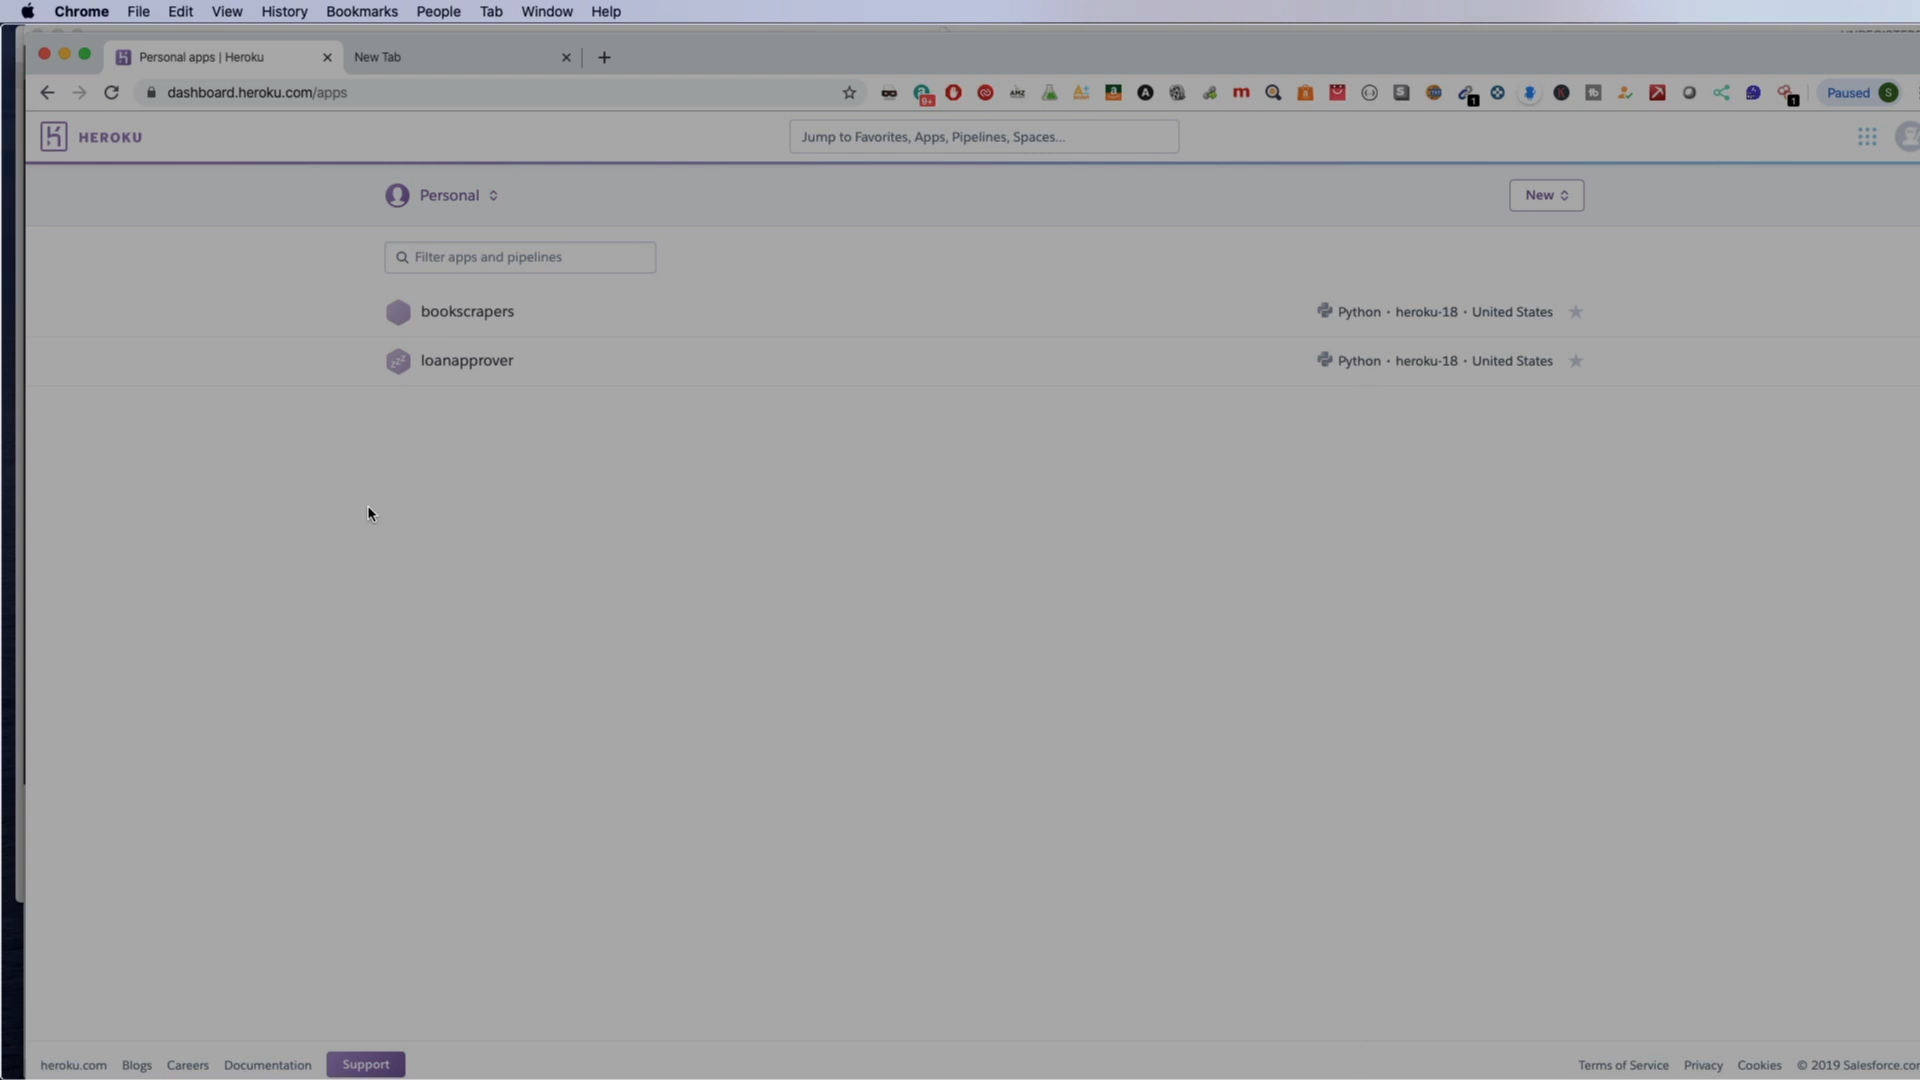 Chrome File Edit View History Bookmarks People Tab Window Help
Personal apps | Heroku New Tab
dashboard.heroku.com/apps Paused S
HEROKU Jump to Favorites, Apps, Pipelines, Spaces...
Personal New
Filter apps and pipelines
bookscrapers Python • heroku-18 • United States
loanapprover Python • heroku-18 • United States
heroku.com Blogs Careers Documentation Support Terms of Service Privacy Cookies © 2019 Salesforce.com